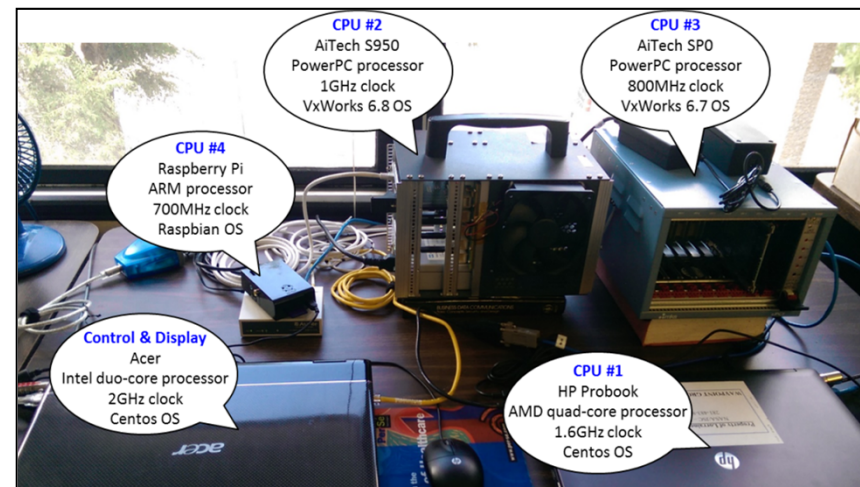 CPU #2
AiTech S950
PowerPC processor
1GHz clock
VxWorks 6.8 OS
CPU #3
AiTech SP0
PowerPC processor
800MHz clock
VxWorks 6.7 OS
CPU #4
Raspberry Pi
ARM processor
700MHz clock
Raspbian OS
Control & Display
Acer
Intel duo-core processor
2GHz clock
Centos OS
CPU #1
HP Probook
AMD quad-core processor
1.6GHz clock
Centos OS
acer
hp